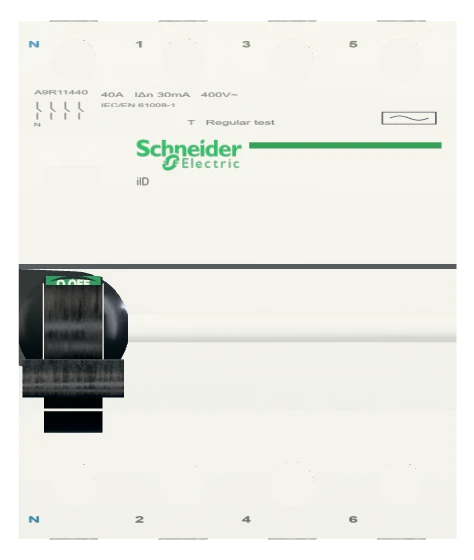 N 1 3 5
A9R11440 40A IΔn 30mA 400V~
IEC/EN 61008-1
N
T Regular test
Schneider
Electric
iID
O OFF
N 2 4 6